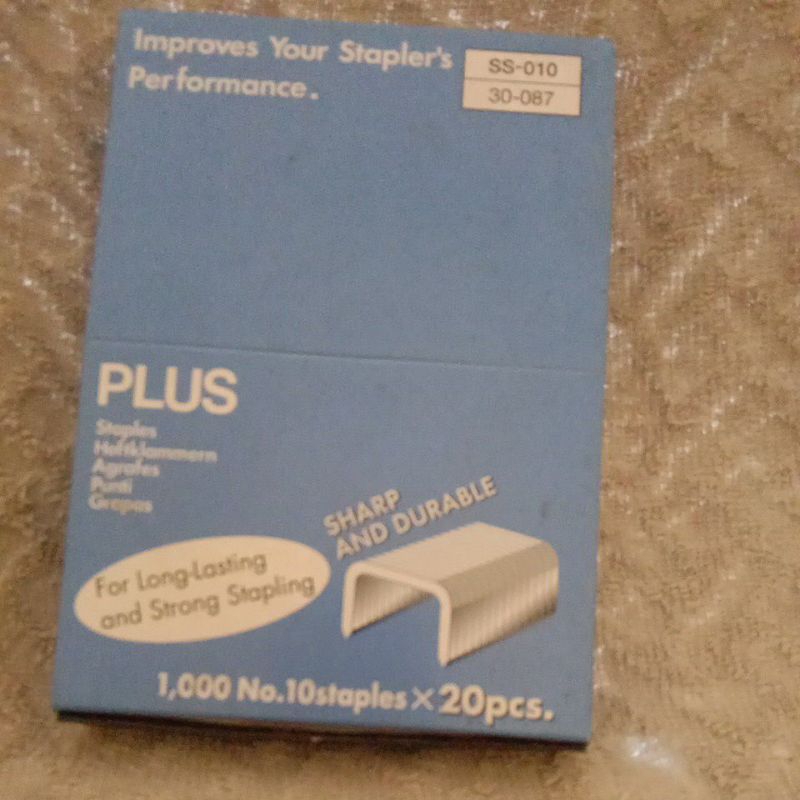 Improves Your Stapler's
Performance.
SS-010
30-087
PLUS
Staples
Heftklammern
Agrafes
Punti
Grapas
SHARP
AND DURABLE
For Long-Lasting
and Strong Stapling
1,000 No.10staples×20pcs.